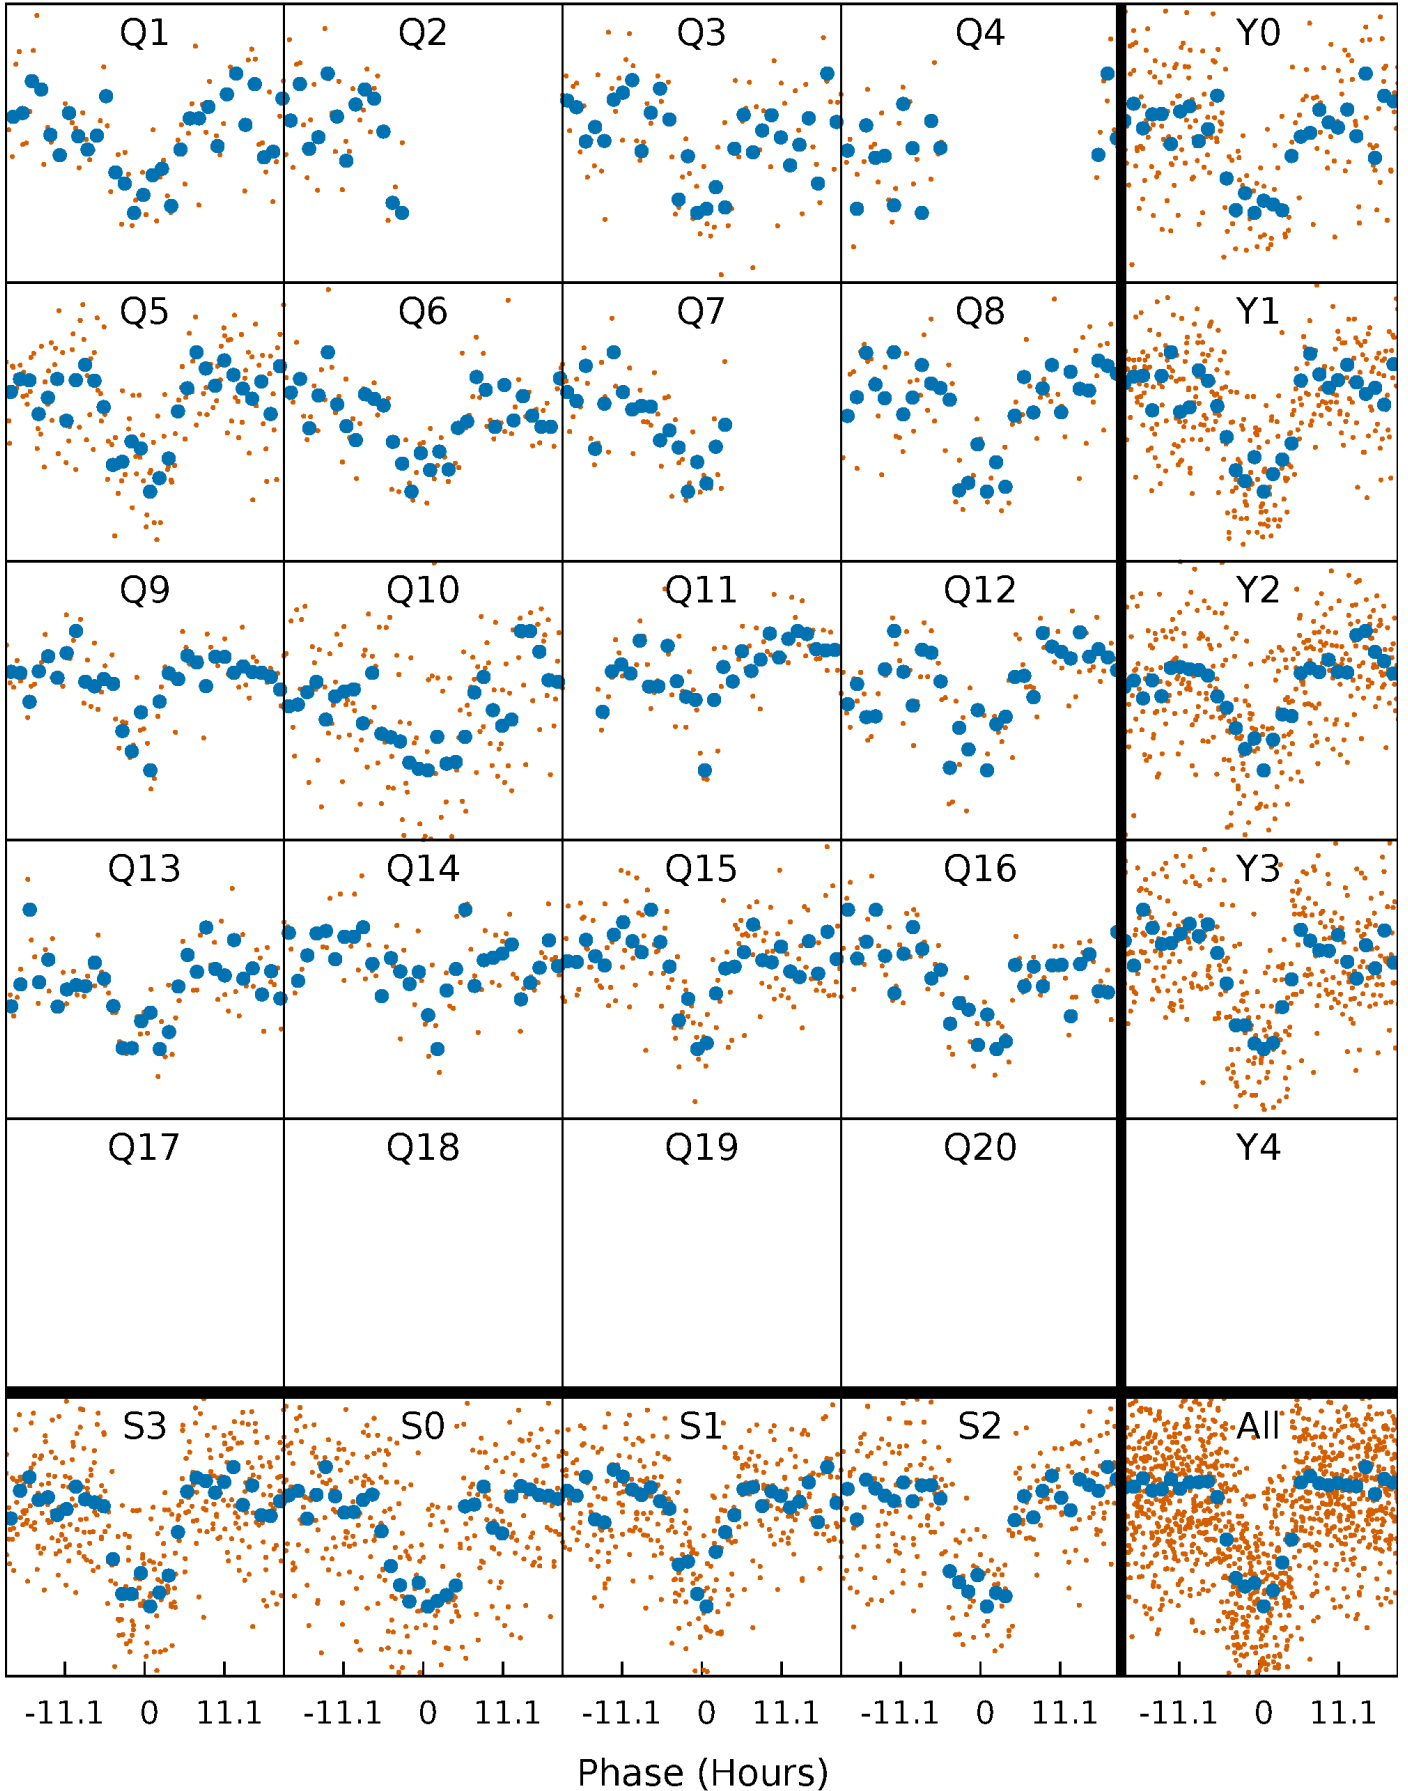 Q1 Q2 Q3 Q4 Y0
Q5 Q6 Q7 Q8 Y1
Q9 Q10 Q11 Q12 Y2
Q13 Q14 Q15 Q16 Y3
Q17 Q18 Q19 Q20 Y4
S3 S0 S1 S2 All
-11.1 0 11.1 -11.1 0 11.1 -11.1 0 11.1 -11.1 0 11.1 -11.1 0 11.1
Phase (Hours)